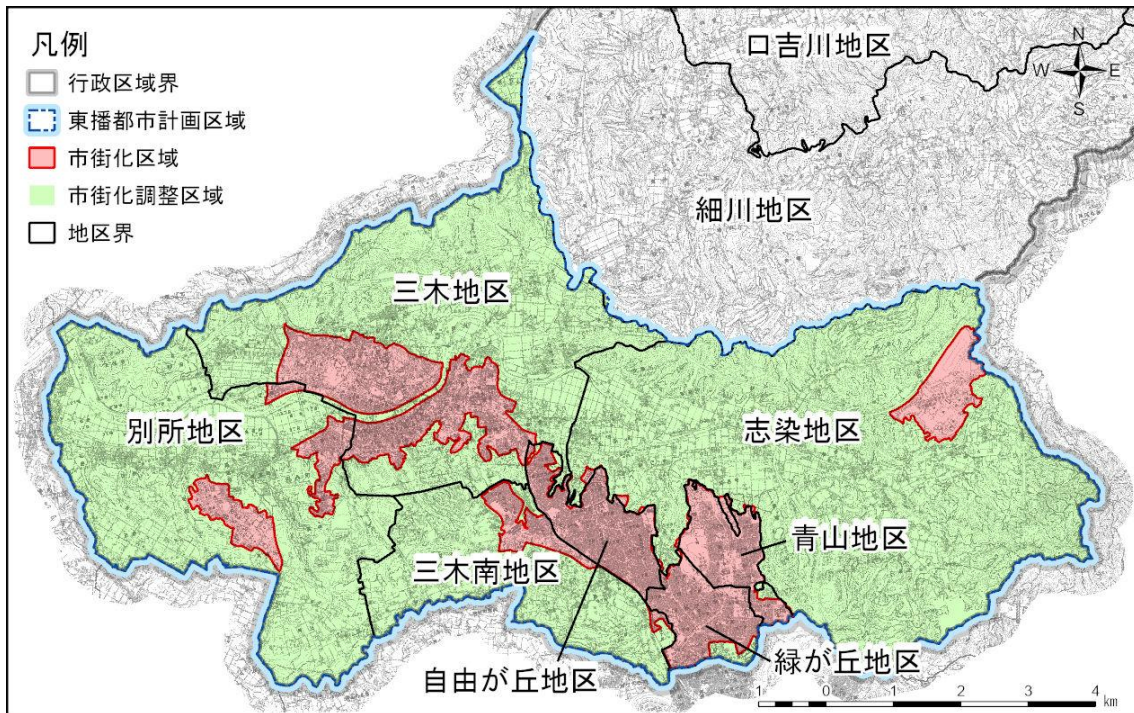 凡例
行政区域界
東播都市計画区域
市街化区域
市街化調整区域
地区界
口吉川地区
N
W
E
S
細川地区
三木地区
別所地区
志染地区
青山地区
三木南地区
緑が丘地区
自由が丘地区
1 0 1 2 3 4 km